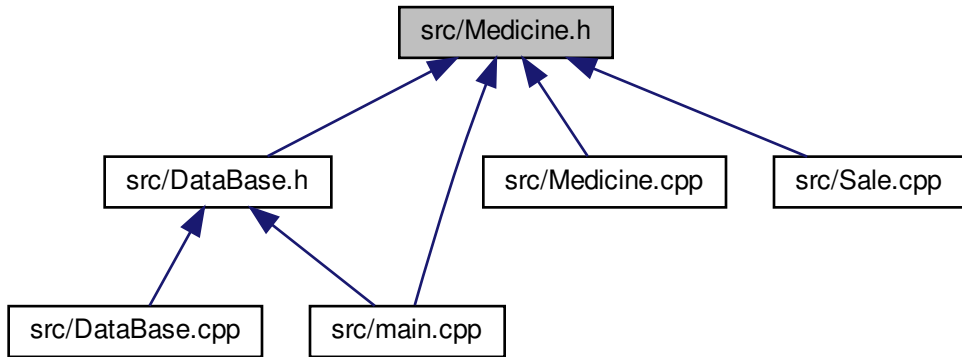 src/Medicine.h
src/DataBase.h
src/Medicine.cpp
src/Sale.cpp
src/DataBase.cpp
src/main.cpp